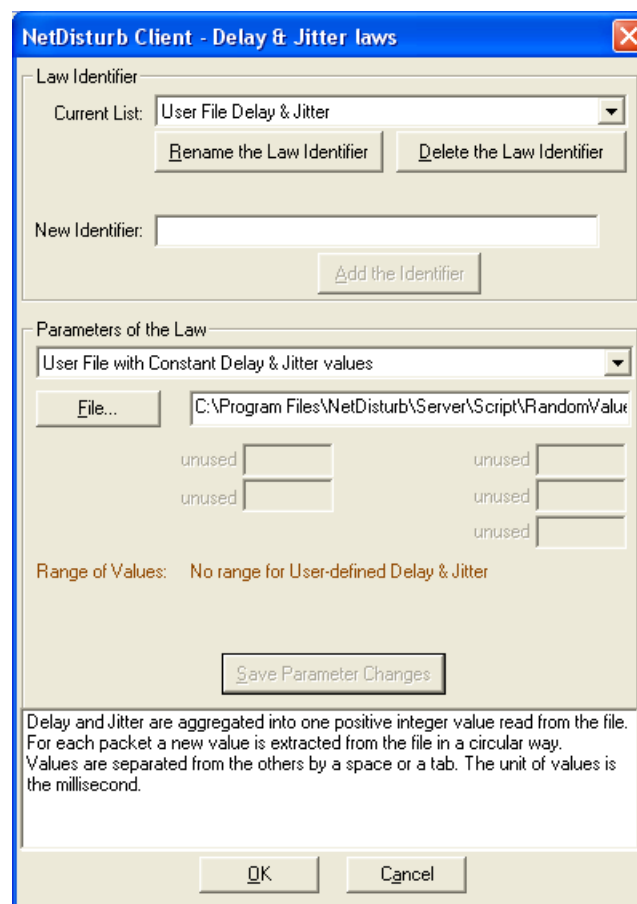 NetDisturb Client - Delay & Jitter laws
Law Identifier
Current List: User File Delay & Jitter
Rename the Law Identifier Delete the Law Identifier
New Identifier:
Add the Identifier
Parameters of the Law
User File with Constant Delay & Jitter values
File... C:\Program Files\NetDisturb\Server\Script\RandomValue
unused unused
unused unused
unused
Range of Values: No range for User-defined Delay & Jitter
Save Parameter Changes
Delay and Jitter are aggregated into one positive integer value read from the file.
For each packet a new value is extracted from the file in a circular way.
Values are separated from the others by a space or a tab. The unit of values is
the millisecond.
OK Cancel